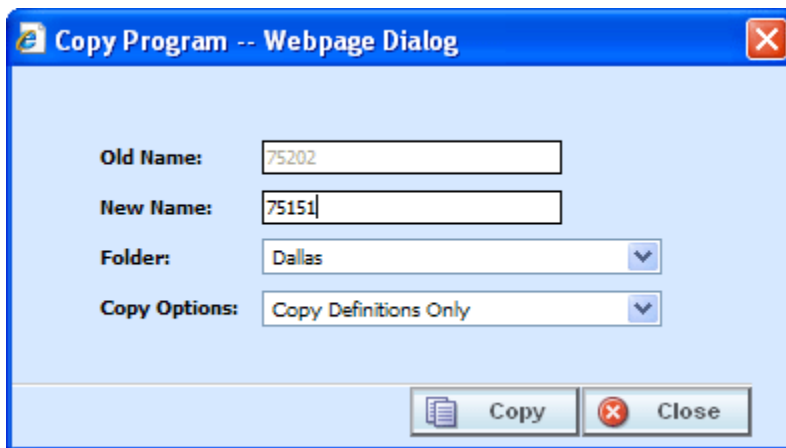 Copy Program -- Webpage Dialog
Old Name: 75202
New Name: 75151
Folder: Dallas
Copy Options: Copy Definitions Only
Copy Close